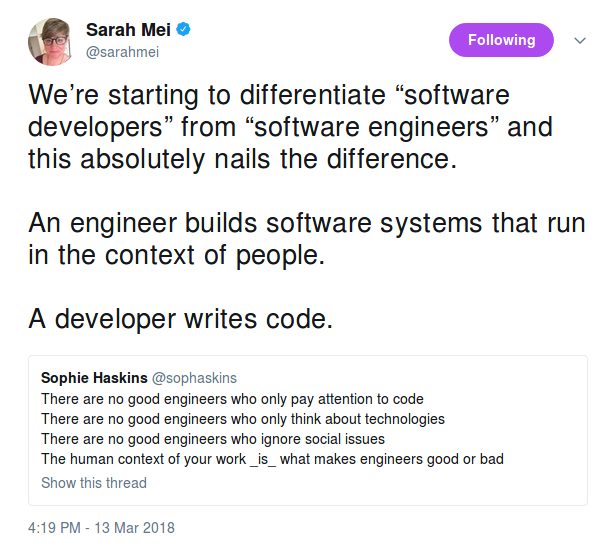 Sarah Mei
@sarahmei
Following
We’re starting to differentiate “software
developers” from “software engineers” and
this absolutely nails the difference.
An engineer builds software systems that run
in the context of people.
A developer writes code.
Sophie Haskins @sophaskins
There are no good engineers who only pay attention to code
There are no good engineers who only think about technologies
There are no good engineers who ignore social issues
The human context of your work _is_ what makes engineers good or bad
Show this thread
4:19 PM - 13 Mar 2018